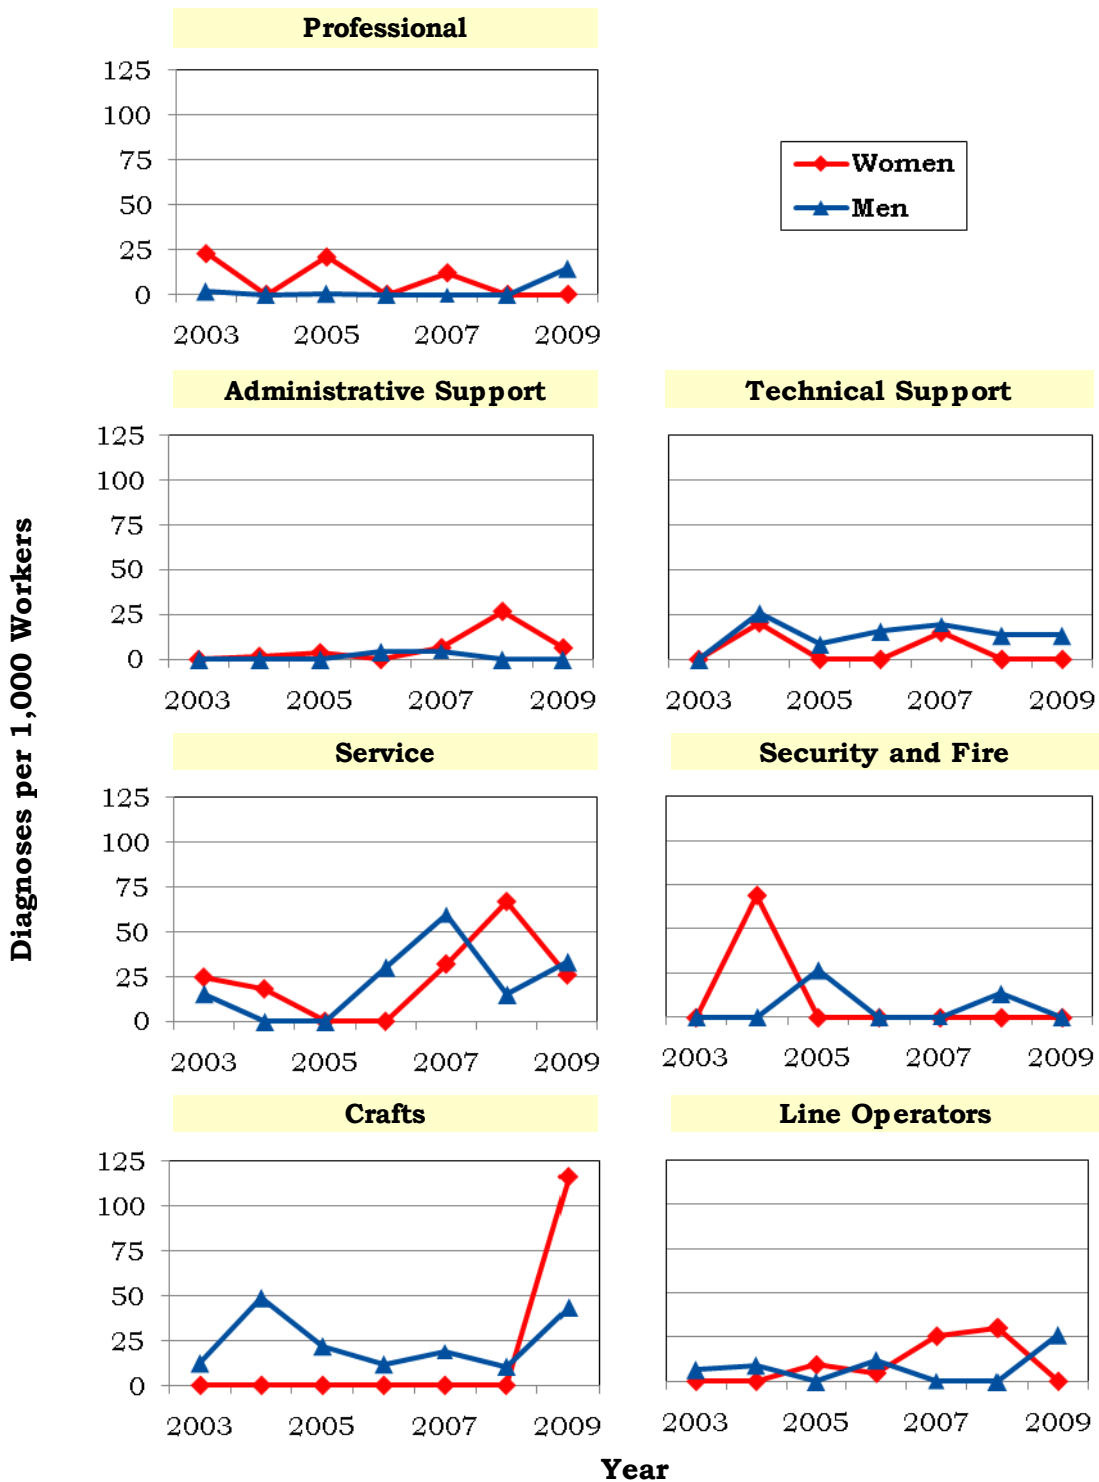 Professional
125
100
75
50
25
0
2003 2005 2007 2009
Women
Men
Diagnoses per 1,000 Workers
Administrative Support
125
100
75
50
25
0
2003 2005 2007 2009
Technical Support
2003 2005 2007 2009
Service
125
100
75
50
25
0
2003 2005 2007 2009
Security and Fire
2003 2005 2007 2009
Crafts
125
100
75
50
25
0
2003 2005 2007 2009
Line Operators
2003 2005 2007 2009
Year